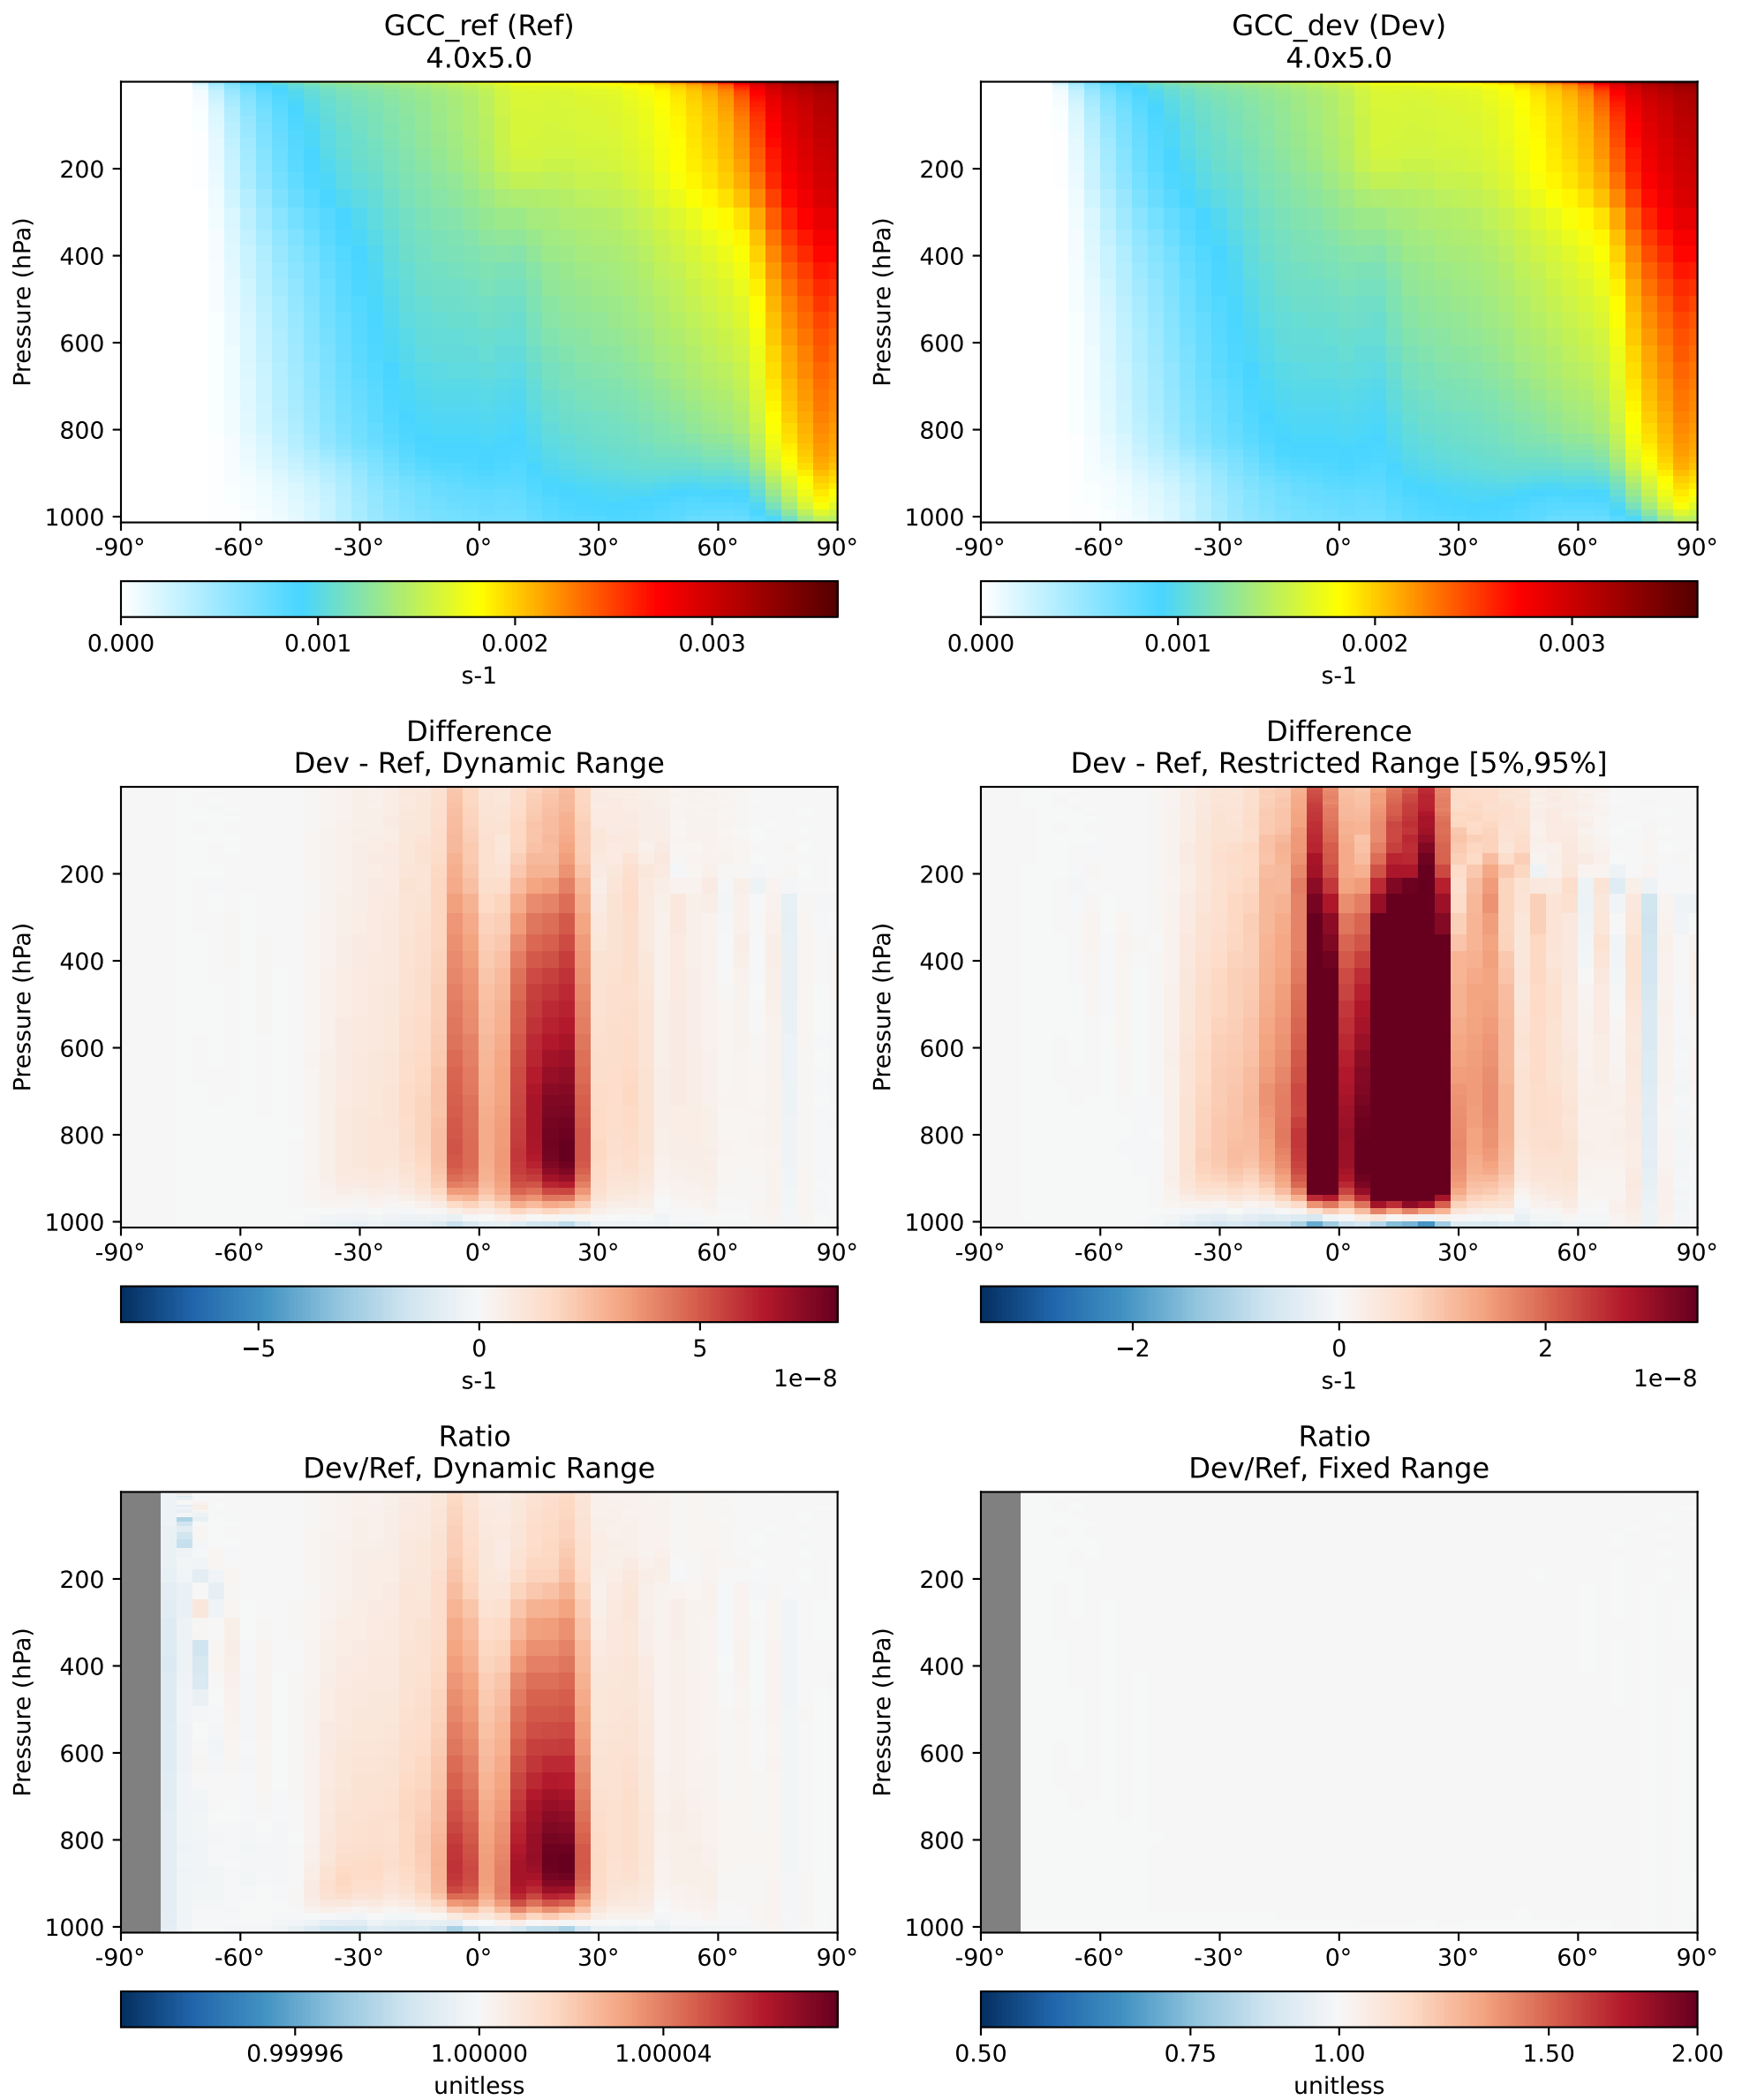 GCC_ref (Ref)
4.0x5.0
Pressure (hPa)
200
400
600
800
1000
-90° -60° -30° 0° 30° 60° 90°
0.000 0.001 0.002 0.003
s-1
GCC_dev (Dev)
4.0x5.0
Pressure (hPa)
200
400
600
800
1000
-90° -60° -30° 0° 30° 60° 90°
0.000 0.001 0.002 0.003
s-1
Difference
Dev - Ref, Dynamic Range
Pressure (hPa)
200
400
600
800
1000
-90° -60° -30° 0° 30° 60° 90°
−5 0 5
s-1 1e−8
Difference
Dev - Ref, Restricted Range [5%,95%]
Pressure (hPa)
200
400
600
800
1000
-90° -60° -30° 0° 30° 60° 90°
−2 0 2
s-1 1e−8
Ratio
Dev/Ref, Dynamic Range
Pressure (hPa)
200
400
600
800
1000
-90° -60° -30° 0° 30° 60° 90°
0.99996 1.00000 1.00004
unitless
Ratio
Dev/Ref, Fixed Range
Pressure (hPa)
200
400
600
800
1000
-90° -60° -30° 0° 30° 60° 90°
0.50 0.75 1.00 1.50 2.00
unitless